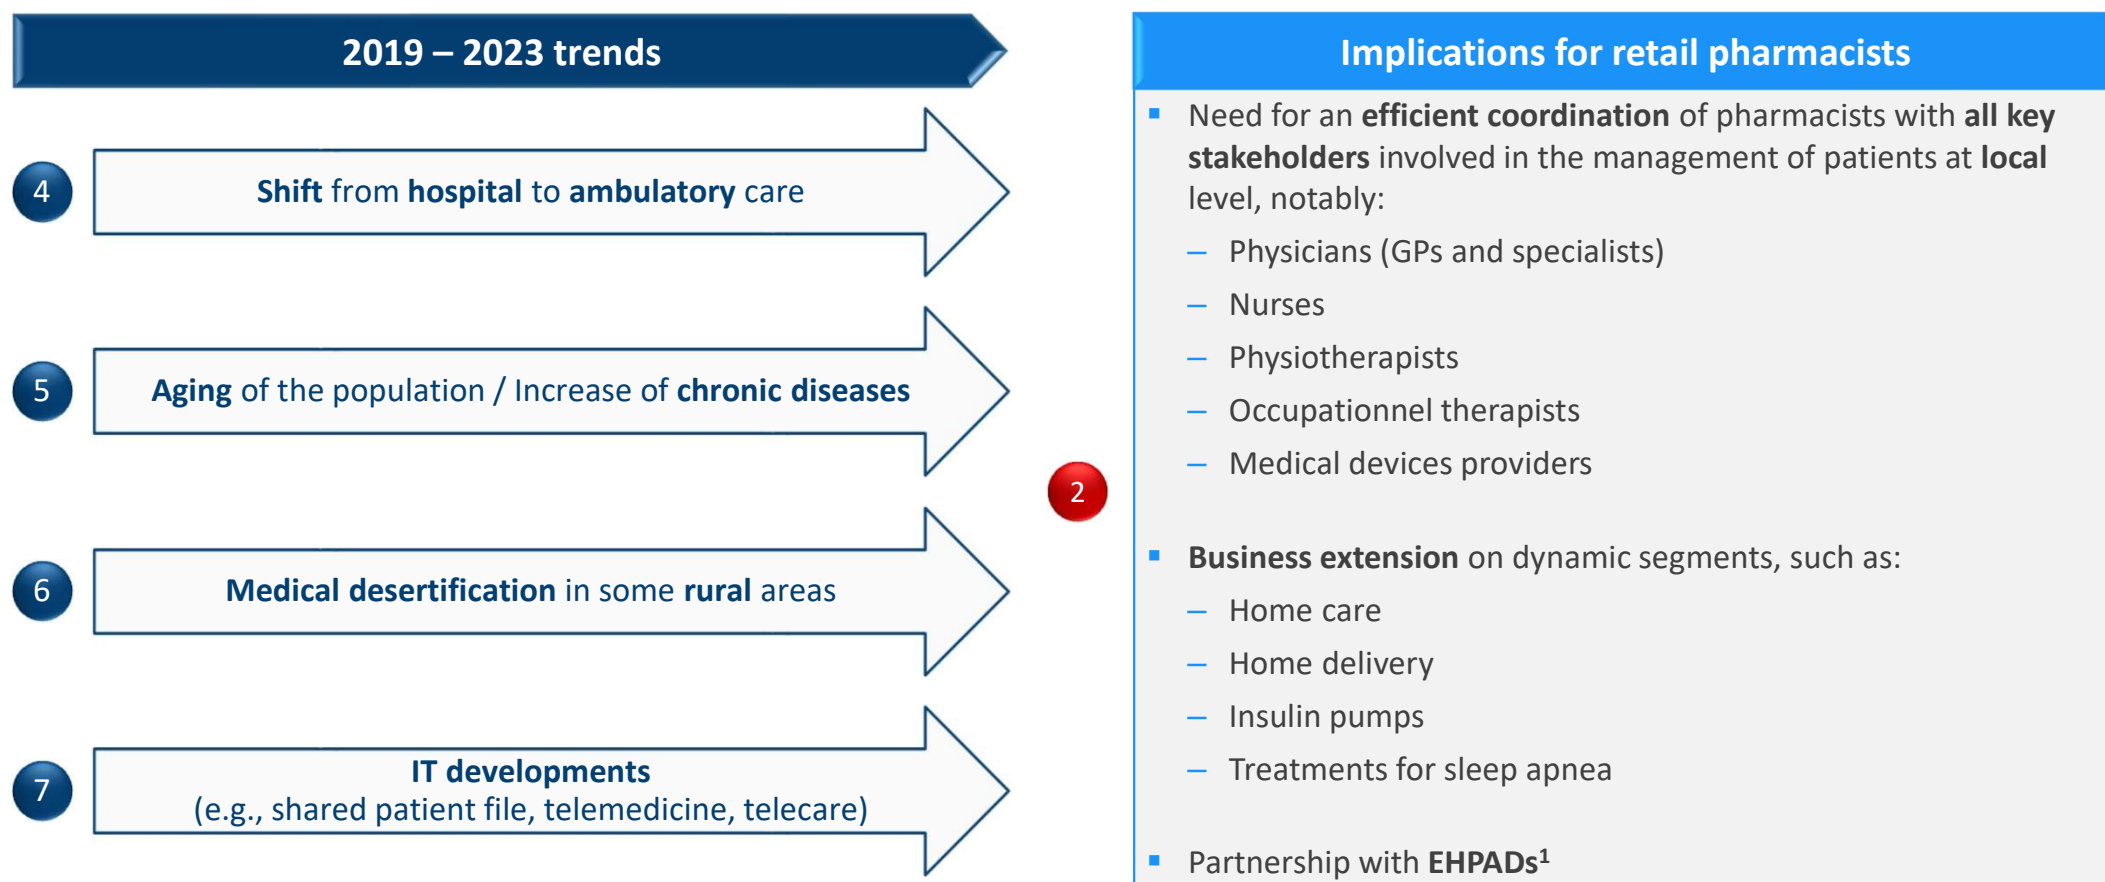 2019 – 2023 trends
4
Shift from hospital to ambulatory care
5
Aging of the population / Increase of chronic diseases
6
Medical desertification in some rural areas
7
IT developments
(e.g., shared patient file, telemedicine, telecare)
2
Implications for retail pharmacists
▪ Need for an efficient coordination of pharmacists with all key
stakeholders involved in the management of patients at local
level, notably:
– Physicians (GPs and specialists)
– Nurses
– Physiotherapists
– Occupationnel therapists
– Medical devices providers
▪ Business extension on dynamic segments, such as:
– Home care
– Home delivery
– Insulin pumps
– Treatments for sleep apnea
▪ Partnership with EHPADs¹